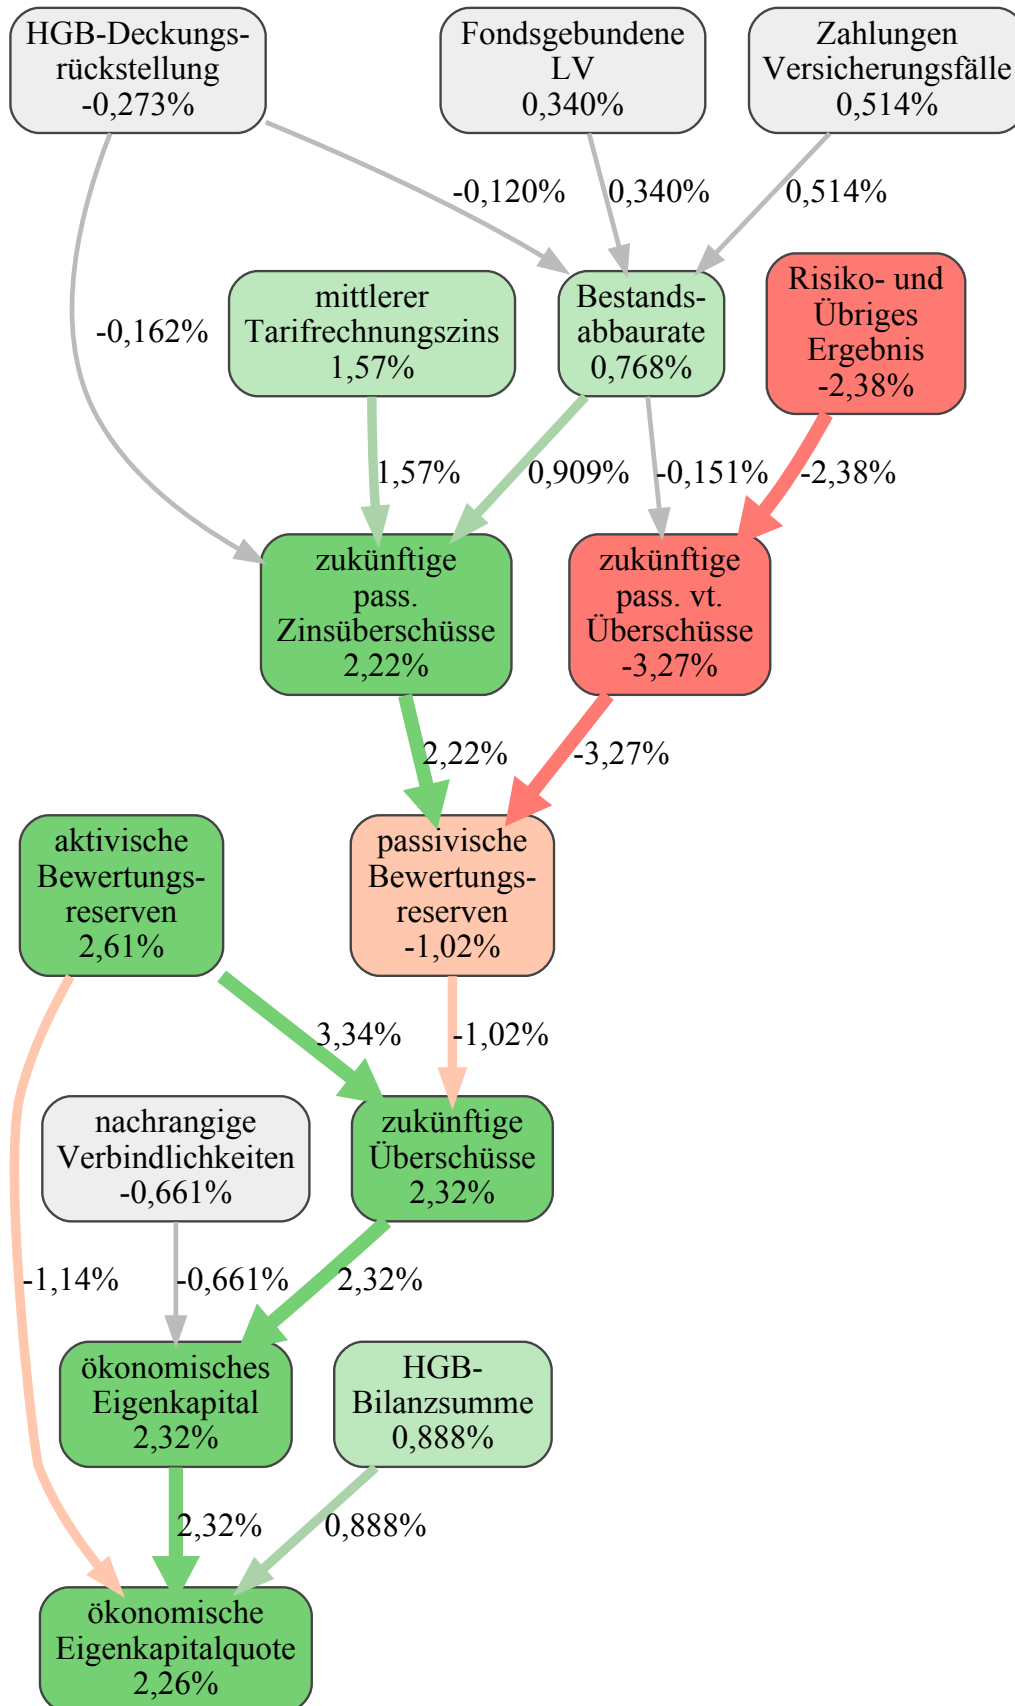 HGB-Deckungs-
rückstellung
-0,273%
Fondsgebundene
LV
0,340%
Zahlungen
Versicherungsfälle
0,514%
-0,120%
0,340%
0,514%
-0,162%
mittlerer
Tarifrechnungszins
1,57%
Bestands-
abbaurate
0,768%
Risiko- und
Übriges
Ergebnis
-2,38%
1,57%
0,909%
-0,151%
-2,38%
zukünftige
pass.
Zinsüberschüsse
2,22%
zukünftige
pass. vt.
Überschüsse
-3,27%
2,22%
-3,27%
aktivische
Bewertungs-
reserven
2,61%
passivische
Bewertungs-
reserven
-1,02%
3,34%
-1,02%
nachrangige
Verbindlichkeiten
-0,661%
zukünftige
Überschüsse
2,32%
-1,14%
-0,661%
2,32%
ökonomisches
Eigenkapital
2,32%
HGB-
Bilanzsumme
0,888%
2,32%
0,888%
ökonomische
Eigenkapitalquote
2,26%